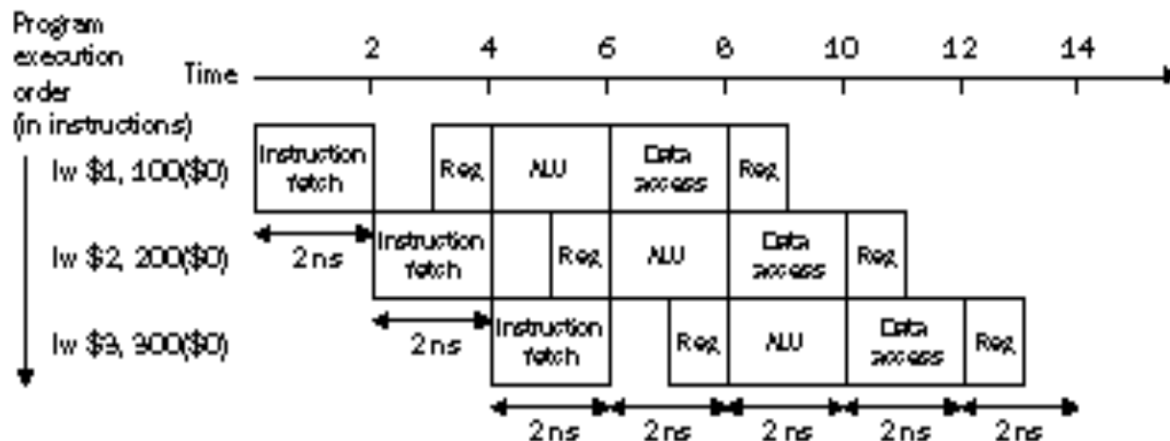 Program
execution
order
(in instructions)
Time
2 4 6 8 10 12 14
lw $1, 100($0)
Instruction
fetch
Reg
ALU
Data
access
Reg
2 ns
lw $2, 200($0)
Instruction
fetch
Reg
ALU
Data
access
Reg
2 ns
lw $3, 300($0)
Instruction
fetch
Reg
ALU
Data
access
Reg
2 ns 2 ns 2 ns 2 ns 2 ns